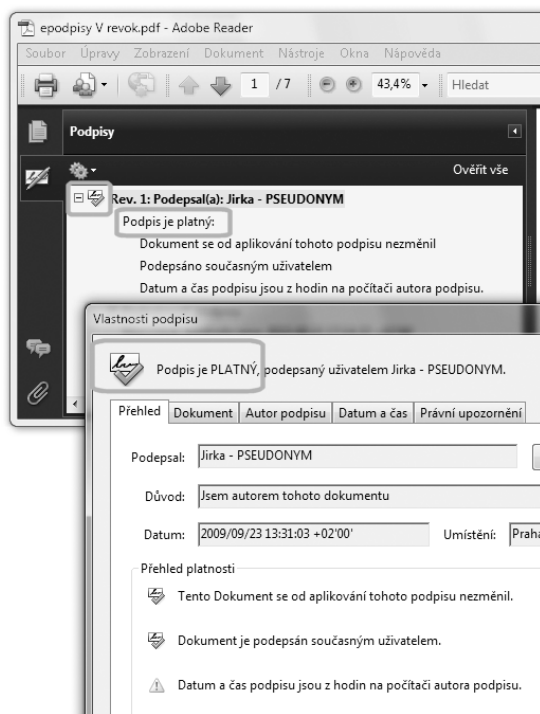 epodpisy V revok.pdf - Adobe Reader
Soubor Úpravy Zobrazení Dokument Nástroje Okna Nápověda
1 / 7 43,4% Hledat
Podpisy
Ověřit vše
Rev. 1: Podepsal(a): Jirka - PSEUDONYM
Podpis je platný:
Dokument se od aplikování tohoto podpisu nezměnil
Podepsáno současným uživatelem
Datum a čas podpisu jsou z hodin na počítači autora podpisu.
Vlastnosti podpisu
Podpis je PLATNÝ, podepsaný uživatelem Jirka - PSEUDONYM.
Přehled Dokument Autor podpisu Datum a čas Právní upozornění
Podepsal: Jirka - PSEUDONYM
Důvod: Jsem autorem tohoto dokumentu
Datum: 2009/09/23 13:31:03 +02'00' Umístění: Praha
Přehled platnosti
Tento Dokument se od aplikování tohoto podpisu nezměnil.
Dokument je podepsán současným uživatelem.
Datum a čas podpisu jsou z hodin na počítači autora podpisu.